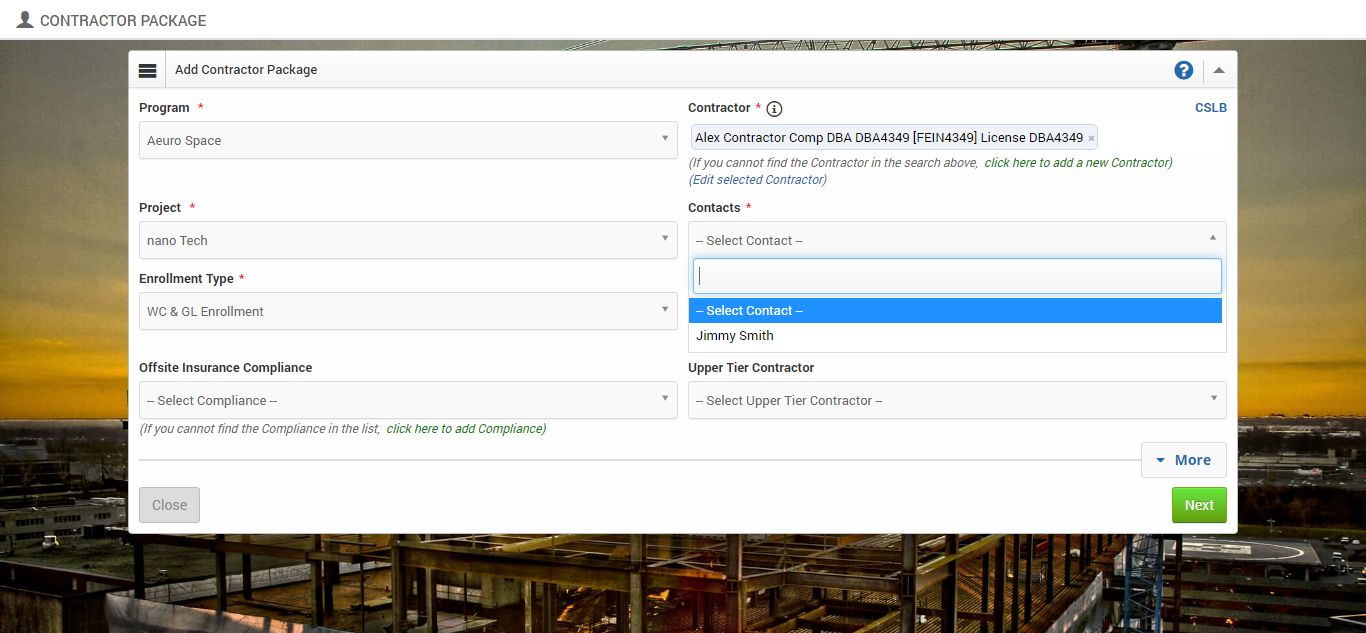 CONTRACTOR PACKAGE
Add Contractor Package
?
Program *
Aeuro Space
Contractor * i
CSLB
Alex Contractor Comp DBA DBA4349 [FEIN4349] License DBA4349 ×
(If you cannot find the Contractor in the search above, click here to add a new Contractor)
(Edit selected Contractor)
Project *
nano Tech
Contacts *
-- Select Contact --
-- Select Contact --
Jimmy Smith
Enrollment Type *
WC & GL Enrollment
Offsite Insurance Compliance
-- Select Compliance --
(If you cannot find the Compliance in the list, click here to add Compliance)
Upper Tier Contractor
-- Select Upper Tier Contractor --
More
Close
Next